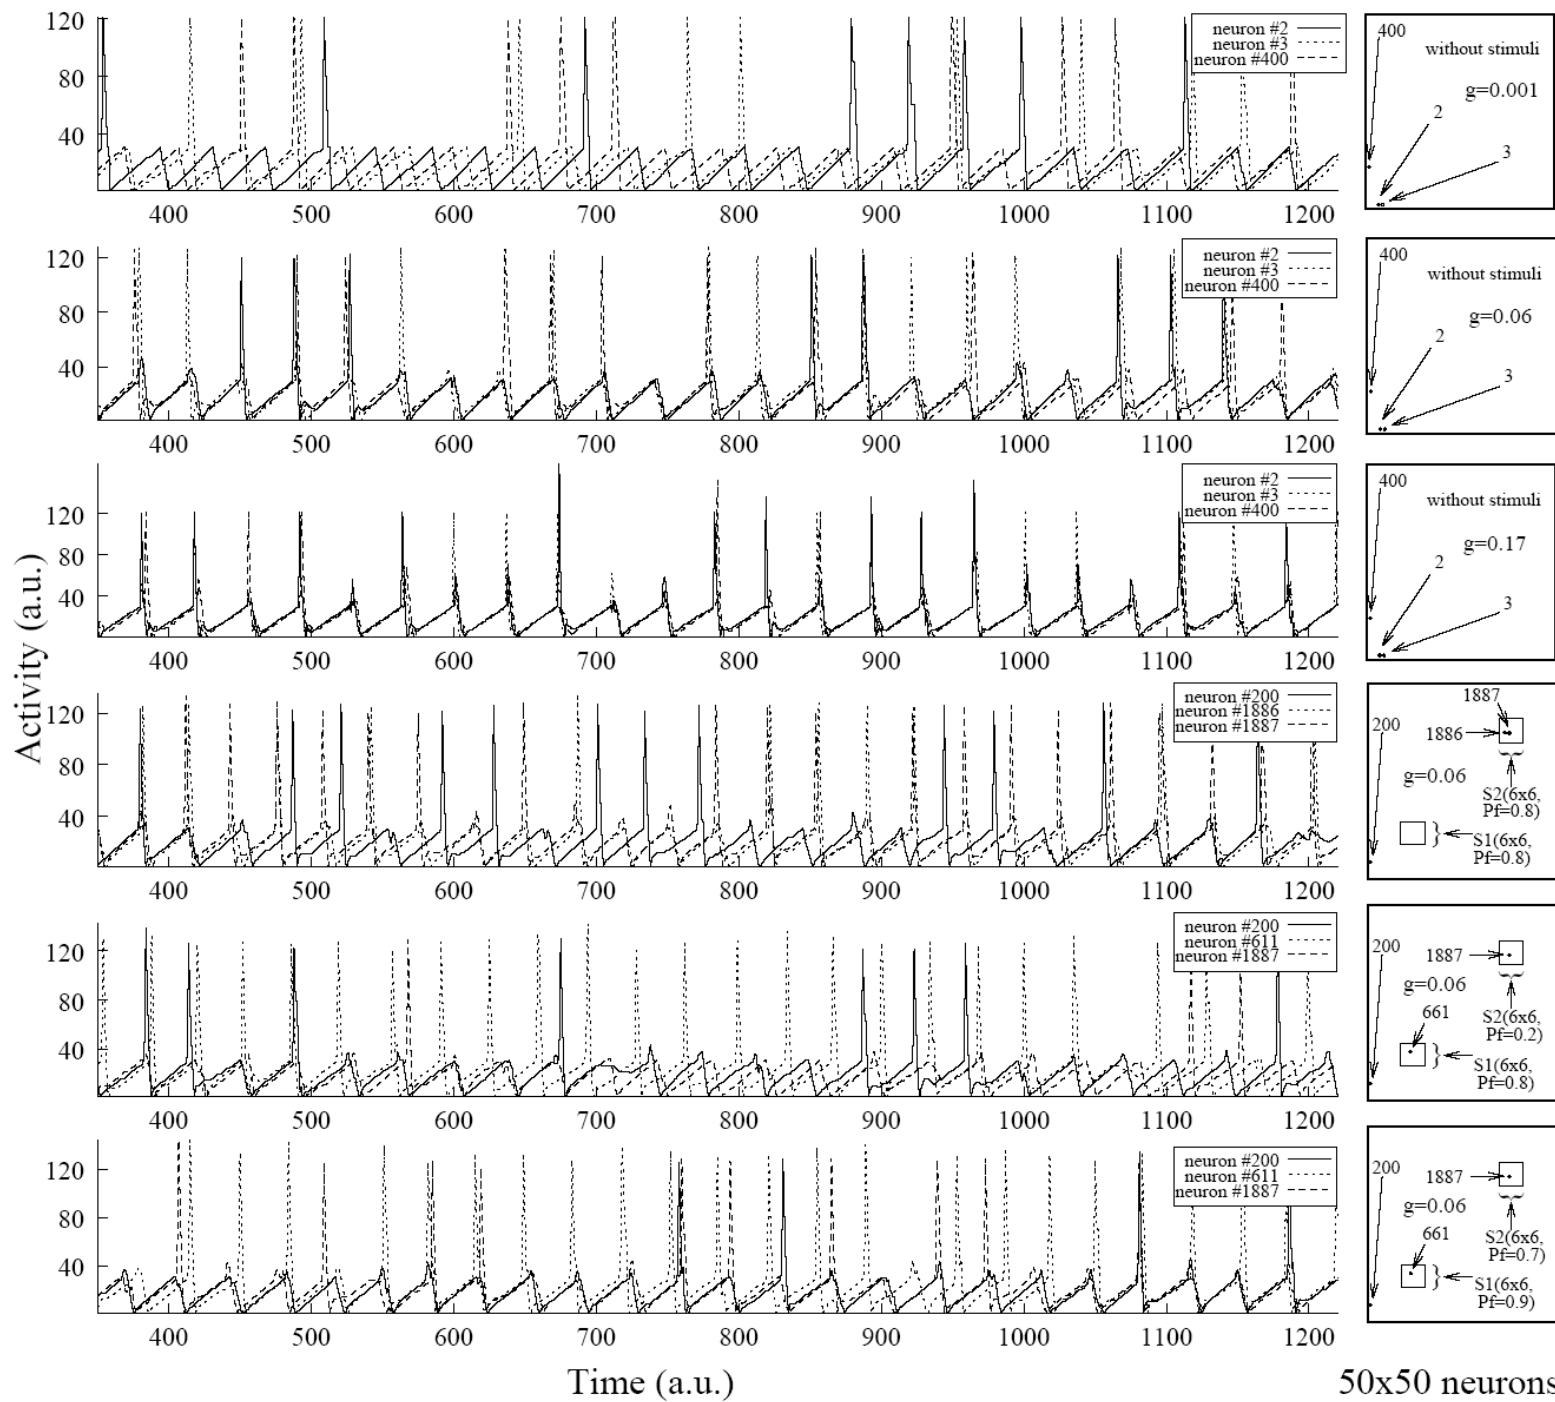 120
80
40
neuron #2
neuron #3
neuron #400
400 500 600 700 800 900 1000 1100 1200
400
without stimuli
g=0.001
2
3
120
80
40
neuron #2
neuron #3
neuron #400
400 500 600 700 800 900 1000 1100 1200
400
without stimuli
g=0.06
2
3
120
80
40
neuron #2
neuron #3
neuron #400
400 500 600 700 800 900 1000 1100 1200
400
without stimuli
g=0.17
2
3
Activity (a.u.)
120
80
40
neuron #200
neuron #1886
neuron #1887
400 500 600 700 800 900 1000 1100 1200
1887
200
1886
g=0.06
S2(6x6,
Pf=0.8)
S1(6x6,
Pf=0.8)
120
80
40
neuron #200
neuron #611
neuron #1887
400 500 600 700 800 900 1000 1100 1200
200
1887
g=0.06
661
S2(6x6,
Pf=0.2)
S1(6x6,
Pf=0.8)
120
80
40
neuron #200
neuron #611
neuron #1887
400 500 600 700 800 900 1000 1100 1200
200
1887
g=0.06
661
S2(6x6,
Pf=0.7)
S1(6x6,
Pf=0.9)
Time (a.u.)
50x50 neurons